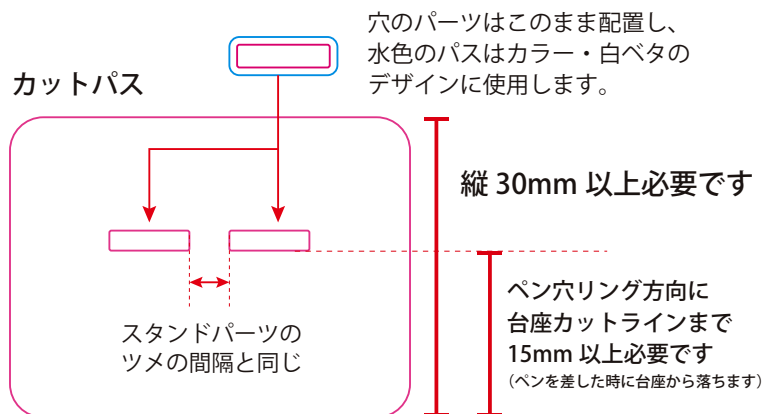 穴のパーツはこのまま配置し、
水色のパスはカラー・白ベタの
デザインに使用します。
カットパス
縦 30mm 以上必要です
スタンドパーツの
ツメの間隔と同じ
ペン穴リング方向に
台座カットラインまで
15mm 以上必要です
（ペンを差した時に台座から落ちます）